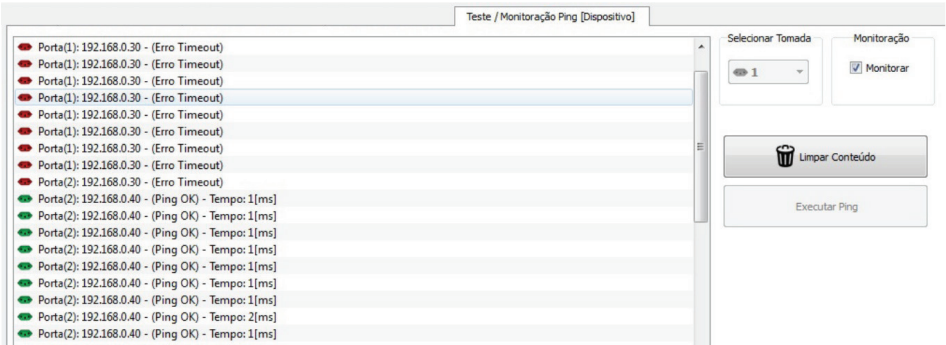 Teste / Monitoração Ping [Dispositivo]
Porta(1): 192.168.0.30 - (Erro Timeout)
Porta(1): 192.168.0.30 - (Erro Timeout)
Porta(1): 192.168.0.30 - (Erro Timeout)
Porta(1): 192.168.0.30 - (Erro Timeout)
Porta(1): 192.168.0.30 - (Erro Timeout)
Porta(1): 192.168.0.30 - (Erro Timeout)
Porta(1): 192.168.0.30 - (Erro Timeout)
Porta(1): 192.168.0.30 - (Erro Timeout)
Porta(2): 192.168.0.30 - (Erro Timeout)
Porta(2): 192.168.0.40 - (Ping OK) - Tempo: 1[ms]
Porta(2): 192.168.0.40 - (Ping OK) - Tempo: 1[ms]
Porta(2): 192.168.0.40 - (Ping OK) - Tempo: 1[ms]
Porta(2): 192.168.0.40 - (Ping OK) - Tempo: 1[ms]
Porta(2): 192.168.0.40 - (Ping OK) - Tempo: 1[ms]
Porta(2): 192.168.0.40 - (Ping OK) - Tempo: 1[ms]
Porta(2): 192.168.0.40 - (Ping OK) - Tempo: 1[ms]
Porta(2): 192.168.0.40 - (Ping OK) - Tempo: 2[ms]
Porta(2): 192.168.0.40 - (Ping OK) - Tempo: 1[ms]
Selecionar Tomada
1
Monitoração
Monitorar
Limpar Conteúdo
Executar Ping